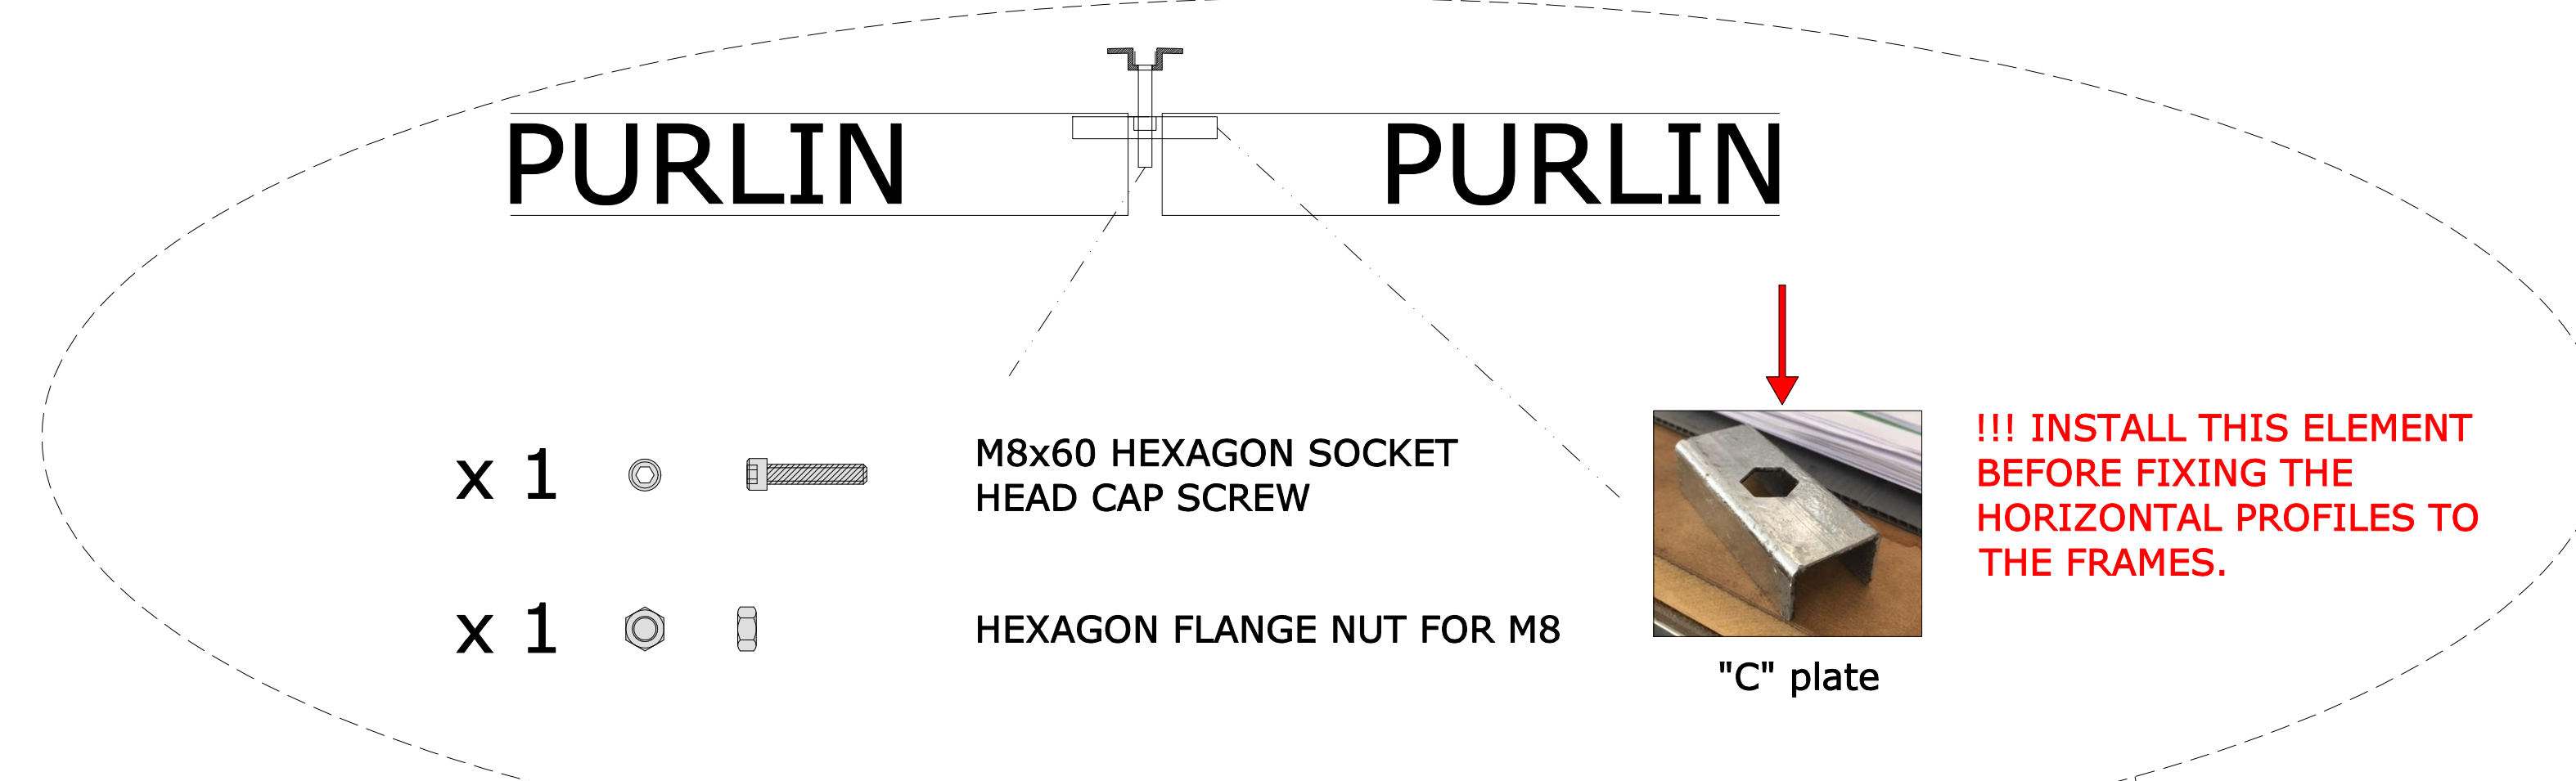 PURLIN PURLIN
x 1 M8x60 HEXAGON SOCKET
HEAD CAP SCREW
x 1 HEXAGON FLANGE NUT FOR M8
!!! INSTALL THIS ELEMENT
BEFORE FIXING THE
HORIZONTAL PROFILES TO
THE FRAMES.
"C" plate